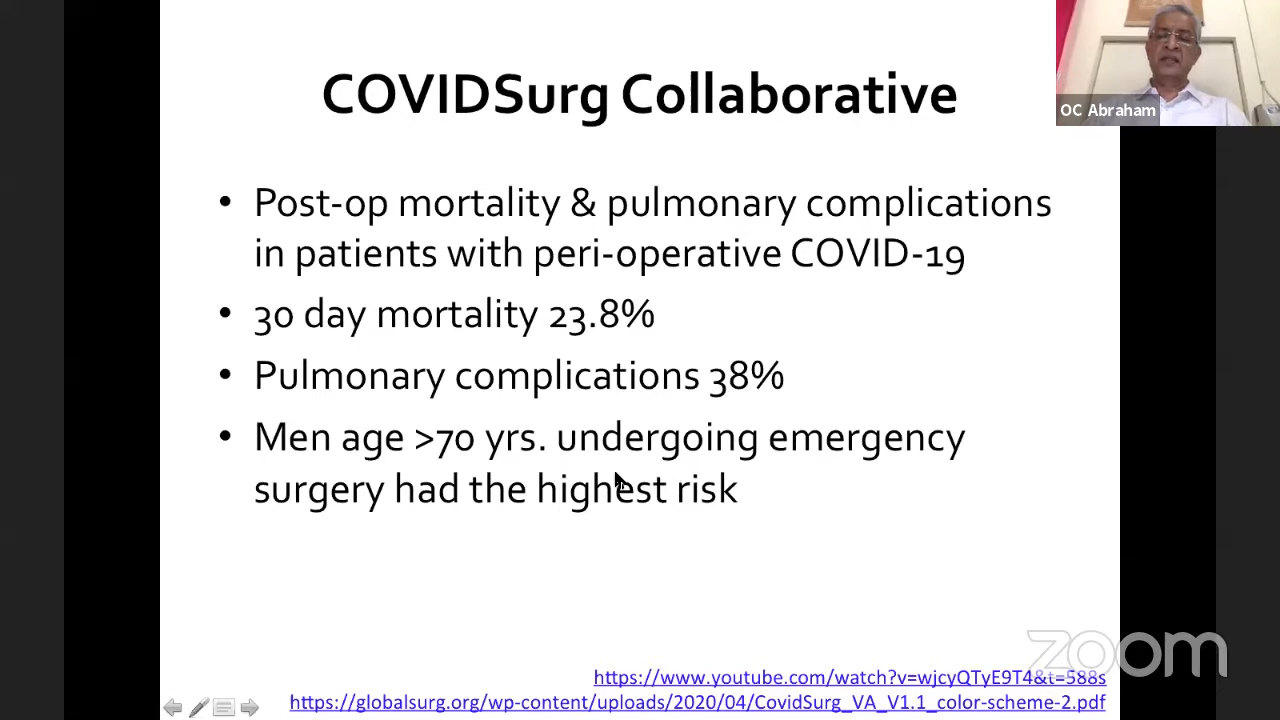 COVIDSurg Collaborative
OC Abraham
• Post-op mortality & pulmonary complications
in patients with peri-operative COVID-19
• 30 day mortality 23.8%
• Pulmonary complications 38%
• Men age >70 yrs. undergoing emergency
surgery had the highest risk
zoom
https://www.youtube.com/watch?v=wjcyQTyE9T4&t=588s
https://globalsurg.org/wp-content/uploads/2020/04/CovidSurg_VA_V1.1_color-scheme-2.pdf